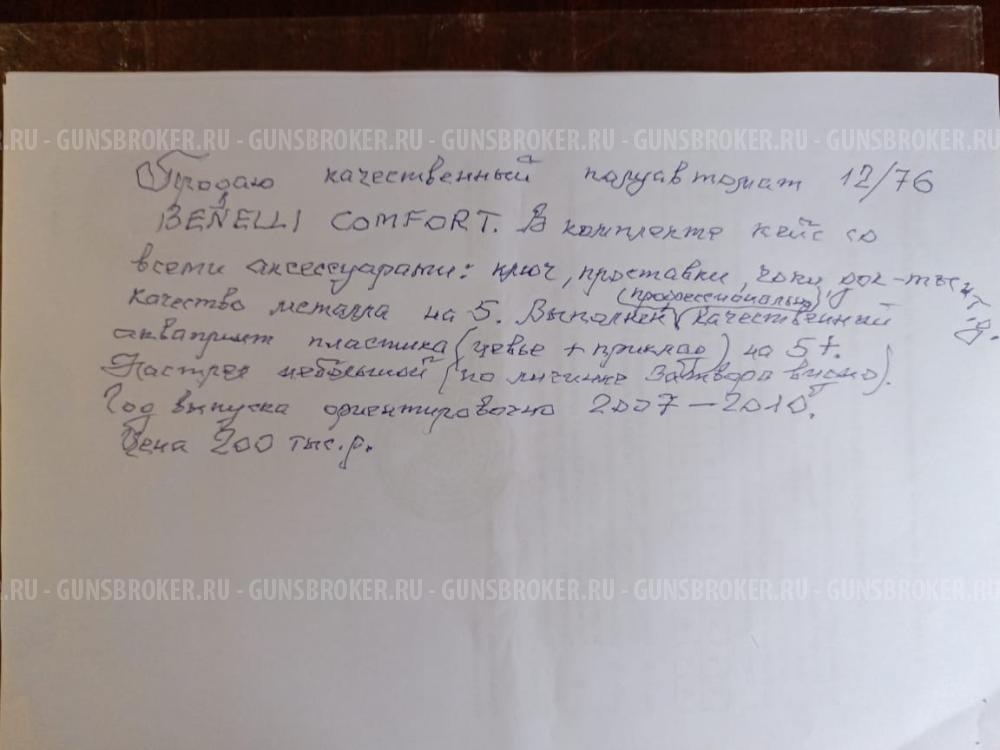 .RU - GUNSBROKER.RU - GUNSBROKER.RU - GUNSBROKER.RU - GUNSBROKER.RU - GUNSBROKER.RU
Продаю качественный полуавтомат 12/76
BENELLI COMFORT. В комплекте кейс со
всеми аксессуарами: ключ, проставки, чоки, док-ты и т.д.
Качество металла на 5. Выполнен (профессионально) качественный
аквапринт пластика (цевье + приклад) на 5+.
Настрел небольшой (по личинке затвора видно).
Год выпуска ориентировочно 2007-2010г.
Цена 200 тыс.р.
.RU - GUNSBROKER.RU - GUNSBROKER.RU - GUNSBROKER.RU - GUNSBROKER.RU - GUNSBROKER.RU